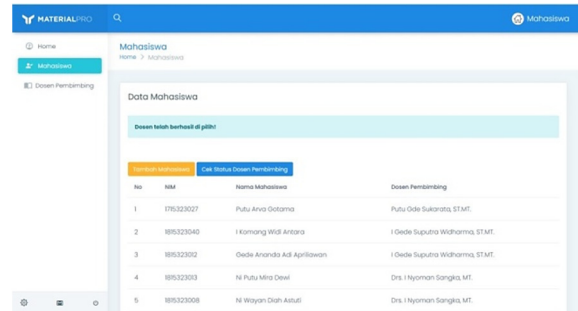 MATERIALPRO
Mahasiswa
Home
Mahasiswa
Dosen Pembimbing
Mahasiswa
Home > Mahasiswa
Data Mahasiswa
Dosen telah berhasil di pilih!
Tambah Mahasiswa Cek Status Dosen Pembimbing
No NIM Nama Mahasiswa Dosen Pembimbing
1 1715323027 Putu Arva Gotama Putu Gde Sukarata, ST.MT.
2 1815323040 I Komang Widi Antara I Gede Suputra Widharma, ST.MT.
3 1815323012 Gede Ananda Adi Apriliawan I Gede Suputra Widharma, ST.MT.
4 1815323013 Ni Putu Mira Dewi Drs. I Nyoman Sangka, MT.
5 1815323008 Ni Wayan Diah Astuti Drs. I Nyoman Sangka, MT.